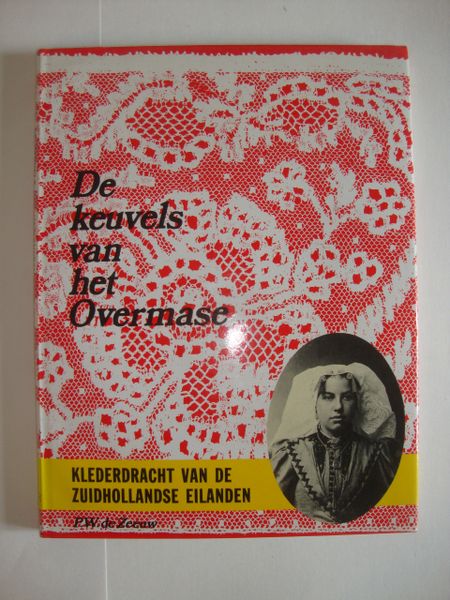 De
keuvels
van
het
Overmase
KLEDERDRACHT VAN DE
ZUIDHOLLANDSE EILANDEN
P.W. de Zeeuw